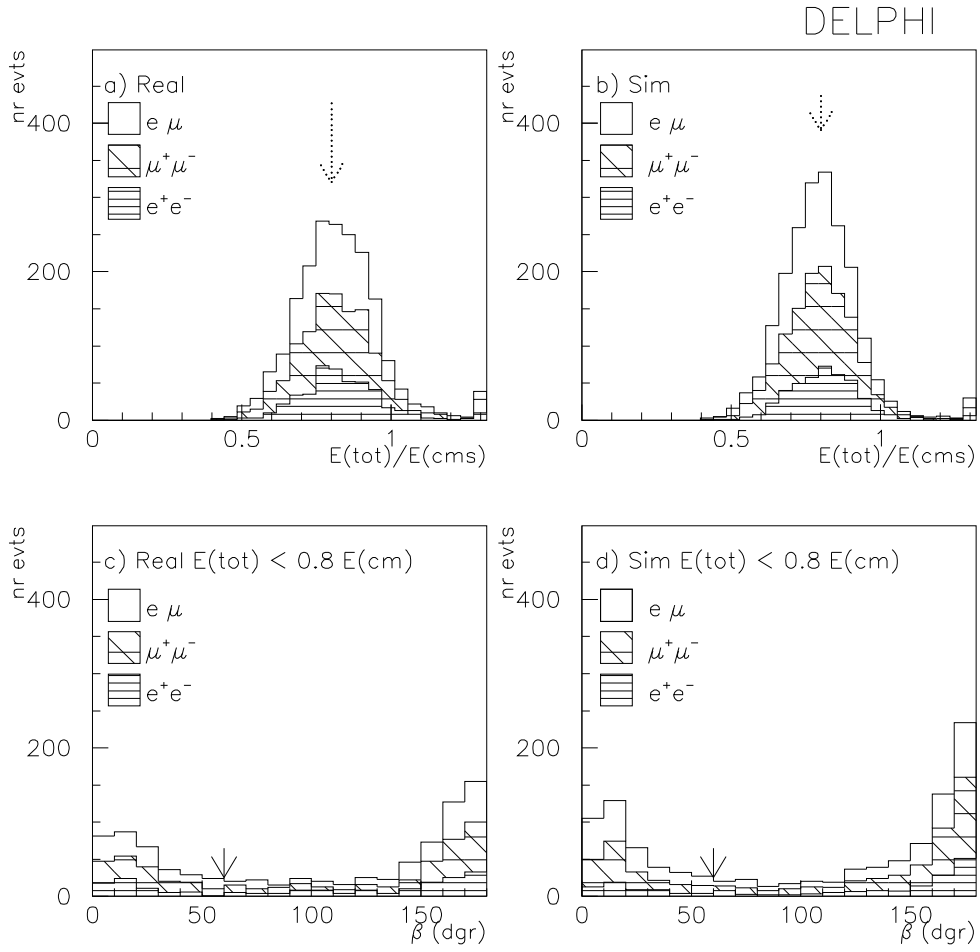 DELPHI
nr evts
a) Real
400
e μ
μ⁺μ⁻
e⁺e⁻
200
0
0 0.5 1
E(tot)/E(cms)
nr evts
b) Sim
400
e μ
μ⁺μ⁻
e⁺e⁻
200
0
0 0.5 1
E(tot)/E(cms)
nr evts
c) Real E(tot) < 0.8 E(cm)
400
e μ
μ⁺μ⁻
e⁺e⁻
200
0
0 50 100 150
β (dgr)
nr evts
d) Sim E(tot) < 0.8 E(cm)
400
e μ
μ⁺μ⁻
e⁺e⁻
200
0
0 50 100 150
β (dgr)